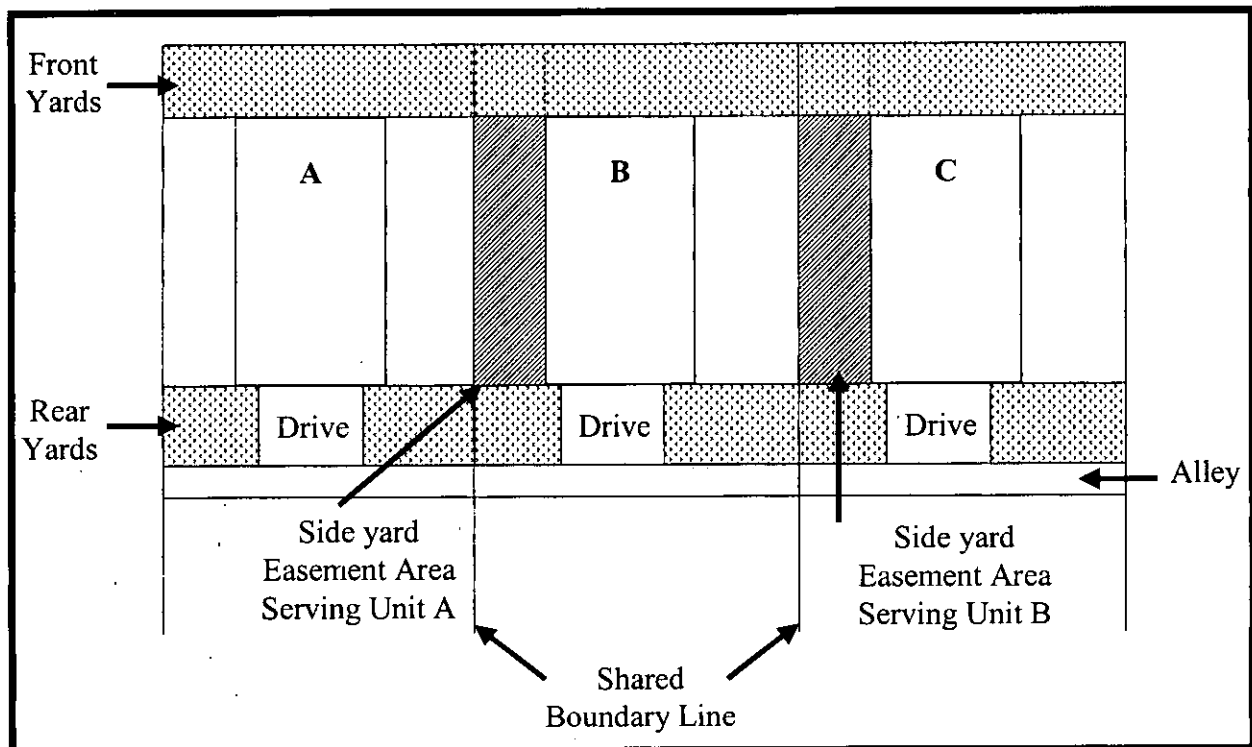 Front
Yards
A
B
C
Rear
Yards
Drive
Drive
Drive
Alley
Side yard
Easement Area
Serving Unit A
Side yard
Easement Area
Serving Unit B
Shared
Boundary Line